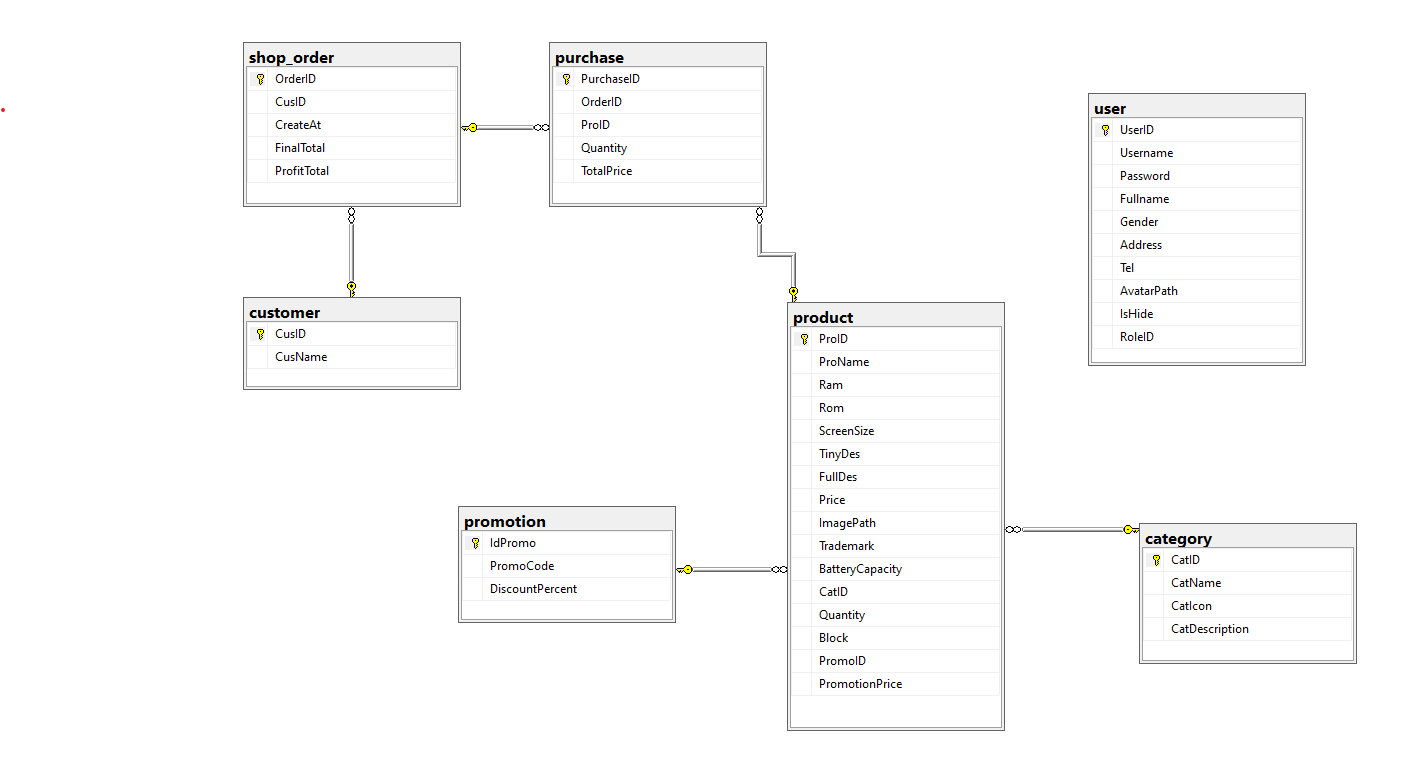 shop_order
OrderID
CusID
CreateAt
FinalTotal
ProfitTotal
purchase
PurchaseID
OrderID
ProID
Quantity
TotalPrice
user
UserID
Username
Password
Fullname
Gender
Address
Tel
AvatarPath
IsHide
RoleID
customer
CusID
CusName
product
ProID
ProName
Ram
Rom
ScreenSize
TinyDes
FullDes
Price
ImagePath
Trademark
BatteryCapacity
CatID
Quantity
Block
PromoID
PromotionPrice
promotion
IdPromo
PromoCode
DiscountPercent
category
CatID
CatName
CatIcon
CatDescription